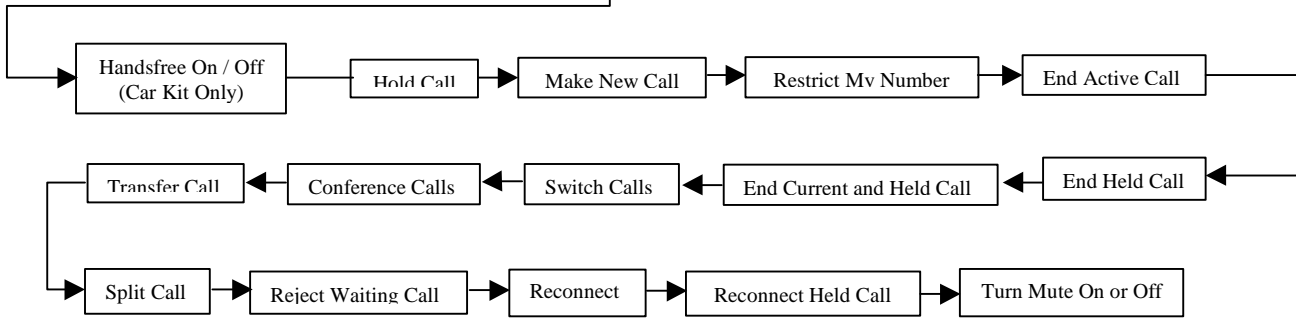 Handsfree On / Off
(Car Kit Only)
Hold Call
Make New Call
Restrict My Number
End Active Call
Transfer Call
Conference Calls
Switch Calls
End Current and Held Call
End Held Call
Split Call
Reject Waiting Call
Reconnect
Reconnect Held Call
Turn Mute On or Off